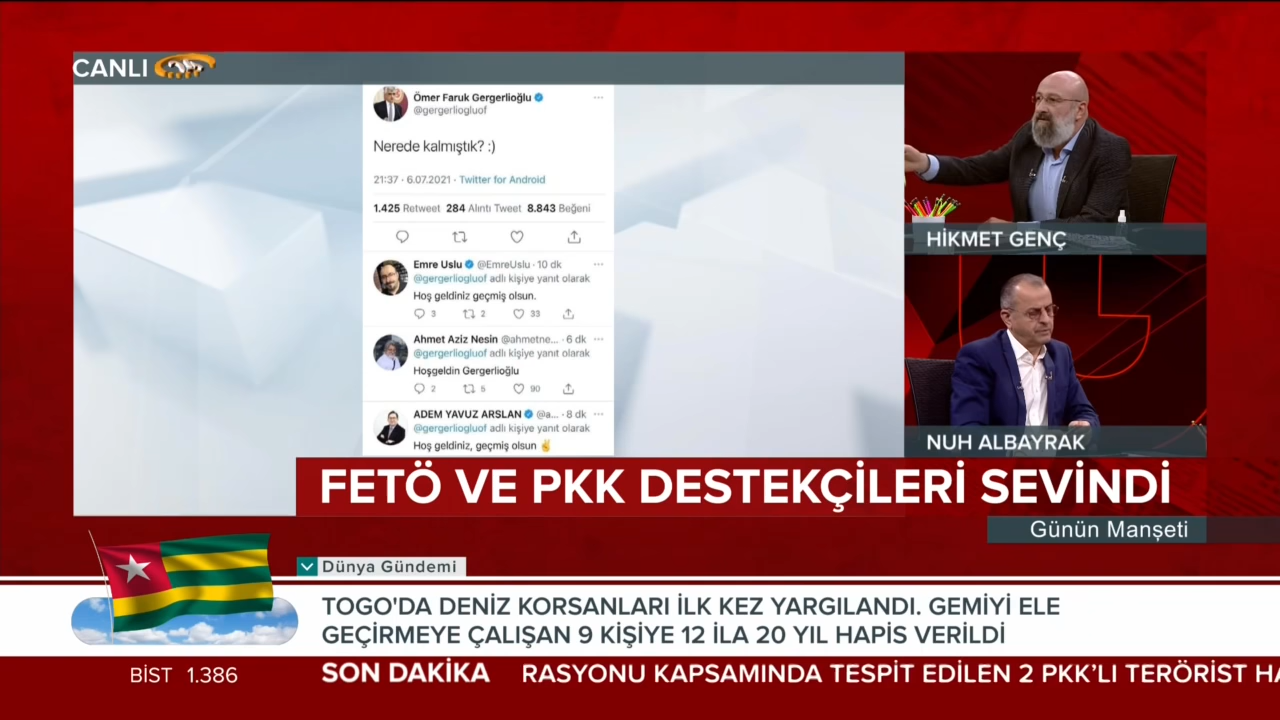 CANLI
Ömer Faruk Gergerlioğlu
@gergerliogluof
Nerede kalmıştık? :)
21:37 · 6.07.2021 · Twitter for Android
1.425 Retweet 284 Alıntı Tweet 8.843 Beğeni
Emre Uslu @EmreUslu · 10 dk
@gergerliogluof adlı kişiye yanıt olarak
Hoş geldiniz geçmiş olsun.
3 2 33
Ahmet Aziz Nesin @ahmetne... · 6 dk
@gergerliogluof adlı kişiye yanıt olarak
Hoşgeldin Gergerlioğlu
2 5 90
ADEM YAVUZ ARSLAN @a... · 8 dk
@gergerliogluof adlı kişiye yanıt olarak
Hoş geldiniz, geçmiş olsun ✌️
HİKMET GENÇ
NUH ALBAYRAK
FETÖ VE PKK DESTEKÇİLERİ SEVİNDİ
Günün Manşeti
Dünya Gündemi
TOGO'DA DENİZ KORSANLARI İLK KEZ YARGILANDI. GEMİYİ ELE
GEÇİRMEYE ÇALIŞAN 9 KİŞİYE 12 İLA 20 YIL HAPİS VERİLDİ
BİST 1.386
SON DAKİKA RASYONU KAPSAMINDA TESPİT EDİLEN 2 PKK'LI TERÖRİST HA